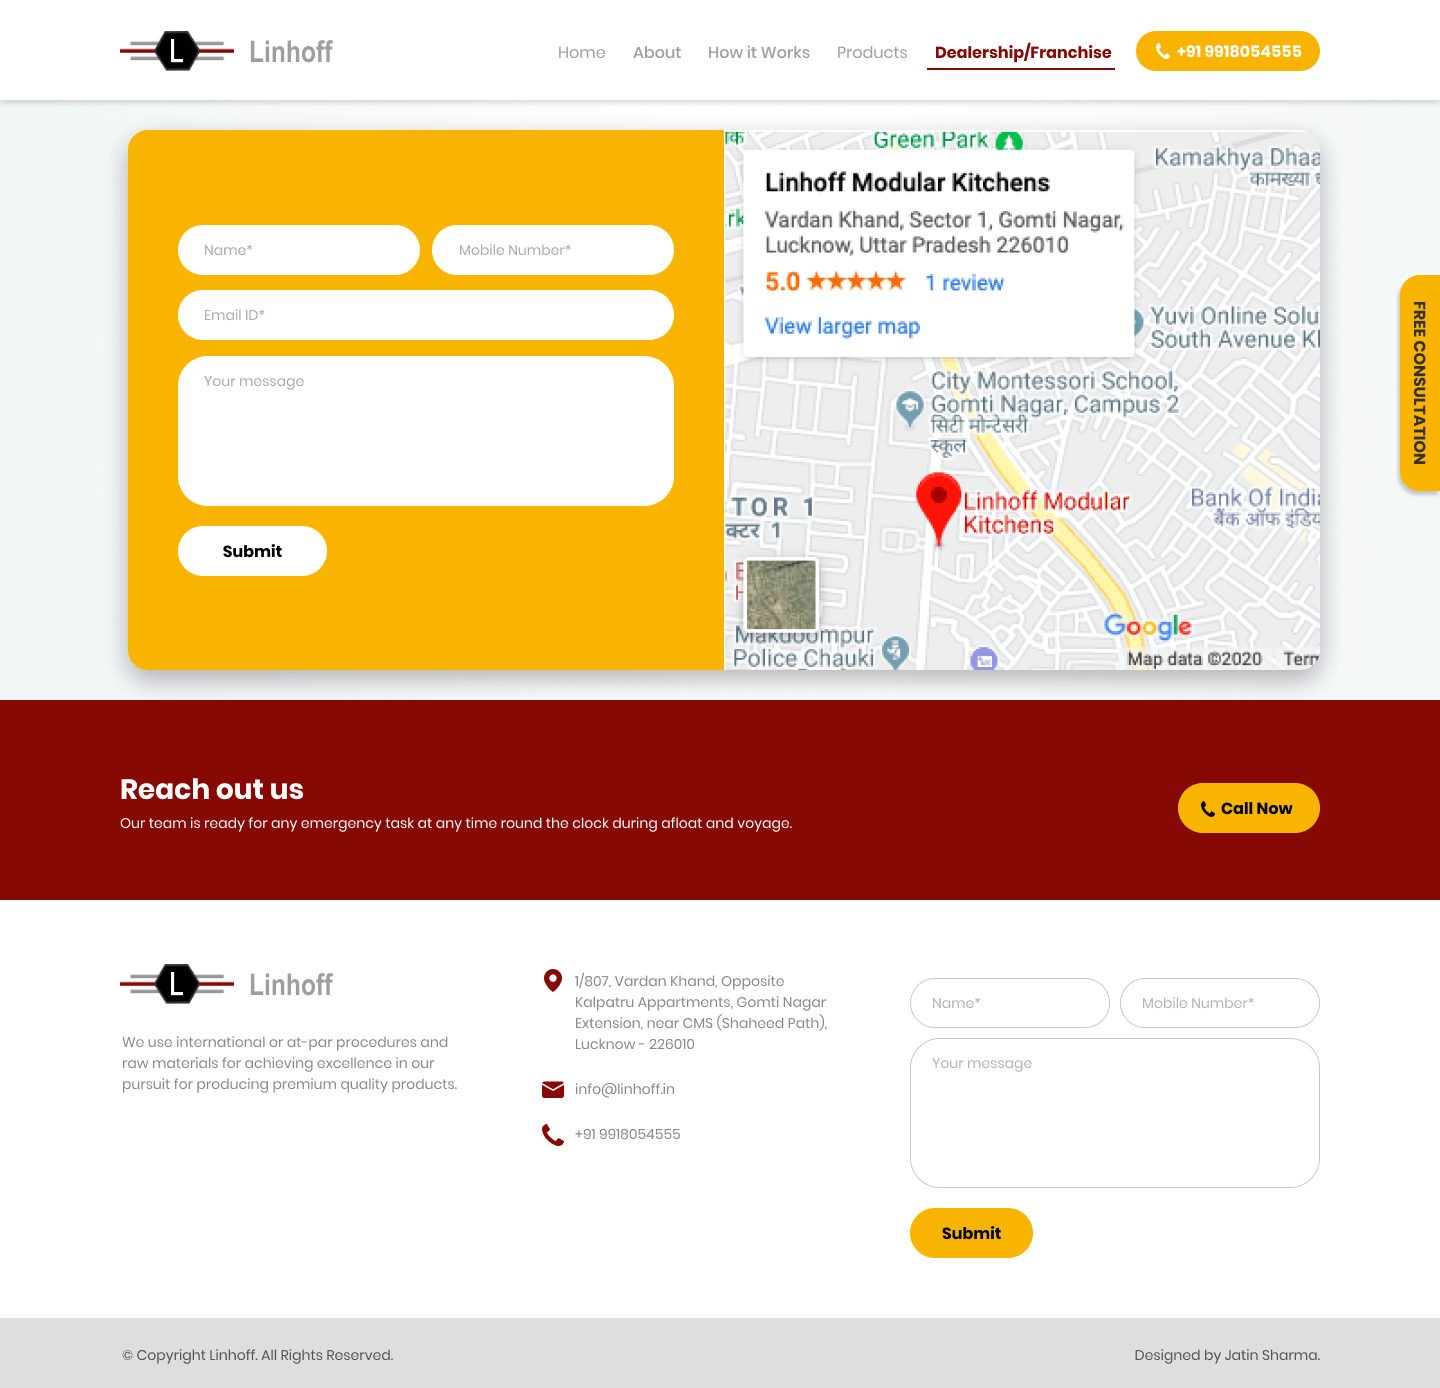 L Linhoff
Home About How it Works Products Dealership/Franchise +91 9918054555
Name* Mobile Number*
Email ID*
Your message
Submit
Green Park
Kamakhya Dhaa
कामख्या
Linhoff Modular Kitchens
Vardan Khand, Sector 1, Gomti Nagar,
Lucknow, Uttar Pradesh 226010
5.0 ★★★★★ 1 review
View larger map
Yuvi Online Solu
South Avenue Kl
City Montessori School,
Gomti Nagar, Campus 2
सिटी मोन्टेसरी
स्कूल
Linhoff Modular
Kitchens
TOR 1
क्टर 1
Bank Of Indi
बैंक ऑफ इंडिय
Makdoompur
Police Chauki
Google
Map data ©2020 Tern
FREE CONSULTATION
Reach out us
Our team is ready for any emergency task at any time round the clock during afloat and voyage.
Call Now
L Linhoff
We use international or at-par procedures and
raw materials for achieving excellence in our
pursuit for producing premium quality products.
1/807, Vardan Khand, Opposite
Kalpatru Appartments, Gomti Nagar
Extension, near CMS (Shaheed Path),
Lucknow - 226010
info@linhoff.in
+91 9918054555
Name* Mobile Number*
Your message
Submit
© Copyright Linhoff. All Rights Reserved.
Designed by Jatin Sharma.